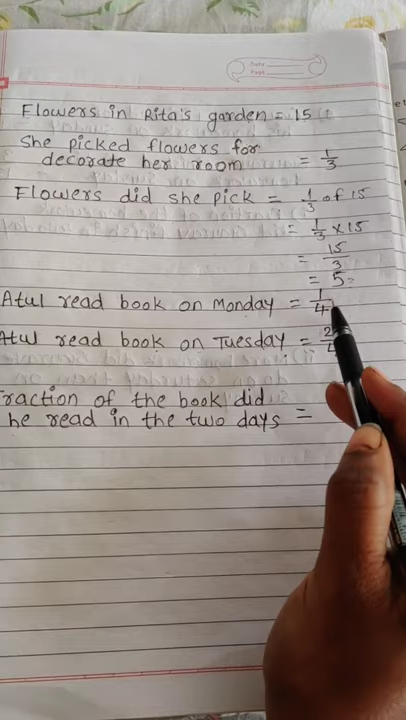 Date
Page
Flowers in Rita's garden = 15
She picked flowers for
decorate her room = 1/3
Flowers did she pick = 1/3 of 15
= 1/3 × 15
= 15/3
= 5
Atul read book on Monday = 1/4
Atul read book on Tuesday = 2/4
raction of the book did
he read in the two days =